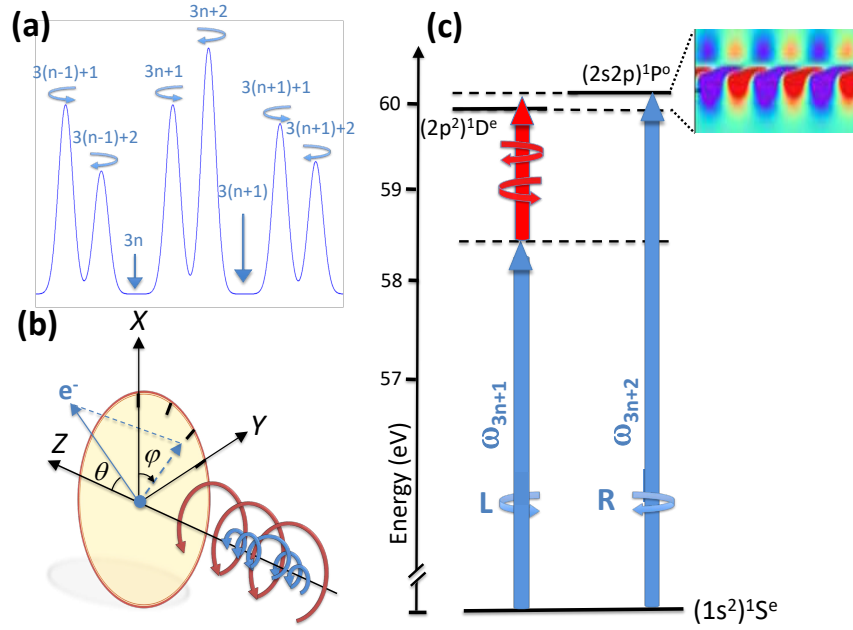 (a)
3n+2
3(n-1)+1
3n+1
3(n+1)+1
3(n-1)+2
3(n+1)+2
3n
3(n+1)
(b)
X
e-
Y
Z
φ
θ
(c)
(2s2p)¹Pᵒ
60
(2p²)¹Dᵉ
59
58
57
ω3n+1
ω3n+2
Energy (eV)
L
R
(1s²)¹Sᵉ